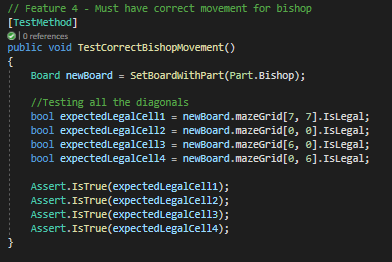 // Feature 4 - Must have correct movement for bishop
[TestMethod]
| 0 references
public void TestCorrectBishopMovement()
{
Board newBoard = SetBoardWithPart(Part.Bishop);
//Testing all the diagonals
bool expectedLegalCell1 = newBoard.mazeGrid[7, 7].IsLegal;
bool expectedLegalCell2 = newBoard.mazeGrid[0, 0].IsLegal;
bool expectedLegalCell3 = newBoard.mazeGrid[6, 0].IsLegal;
bool expectedLegalCell4 = newBoard.mazeGrid[0, 6].IsLegal;
Assert.IsTrue(expectedLegalCell1);
Assert.IsTrue(expectedLegalCell2);
Assert.IsTrue(expectedLegalCell3);
Assert.IsTrue(expectedLegalCell4);
}